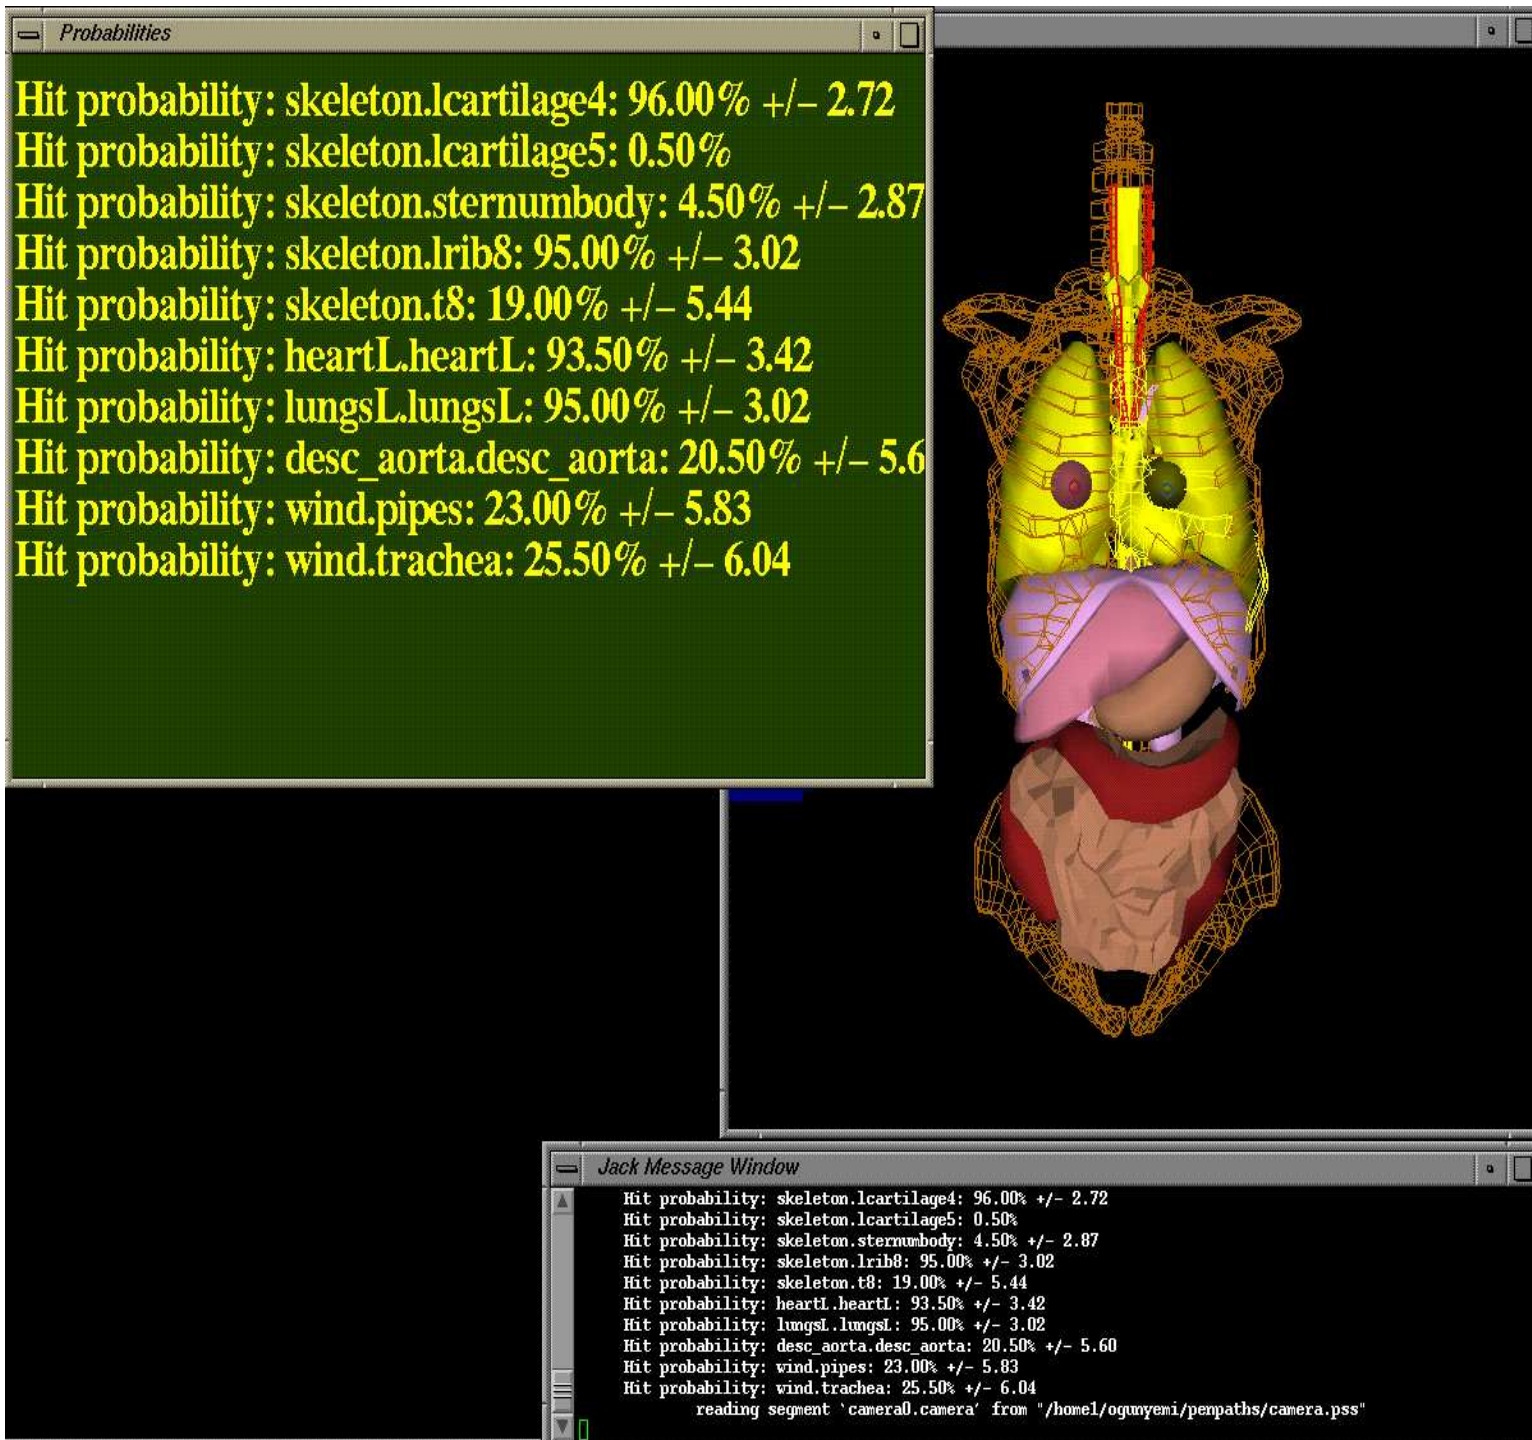 Probabilities
Hit probability: skeleton.lcartilage4: 96.00% +/- 2.72
Hit probability: skeleton.lcartilage5: 0.50%
Hit probability: skeleton.sternumbody: 4.50% +/- 2.87
Hit probability: skeleton.lrib8: 95.00% +/- 3.02
Hit probability: skeleton.t8: 19.00% +/- 5.44
Hit probability: heartL.heartL: 93.50% +/- 3.42
Hit probability: lungsL.lungsL: 95.00% +/- 3.02
Hit probability: desc_aorta.desc_aorta: 20.50% +/- 5.6
Hit probability: wind.pipes: 23.00% +/- 5.83
Hit probability: wind.trachea: 25.50% +/- 6.04
Jack Message Window
Hit probability: skeleton.lcartilage4: 96.00% +/- 2.72
Hit probability: skeleton.lcartilage5: 0.50%
Hit probability: skeleton.sternumbody: 4.50% +/- 2.87
Hit probability: skeleton.lrib8: 95.00% +/- 3.02
Hit probability: skeleton.t8: 19.00% +/- 5.44
Hit probability: heartL.heartL: 93.50% +/- 3.42
Hit probability: lungsL.lungsL: 95.00% +/- 3.02
Hit probability: desc_aorta.desc_aorta: 20.50% +/- 5.60
Hit probability: wind.pipes: 23.00% +/- 5.83
Hit probability: wind.trachea: 25.50% +/- 6.04
reading segment `camera0.camera' from "/home1/ogunyemi/penpaths/camera.pss"